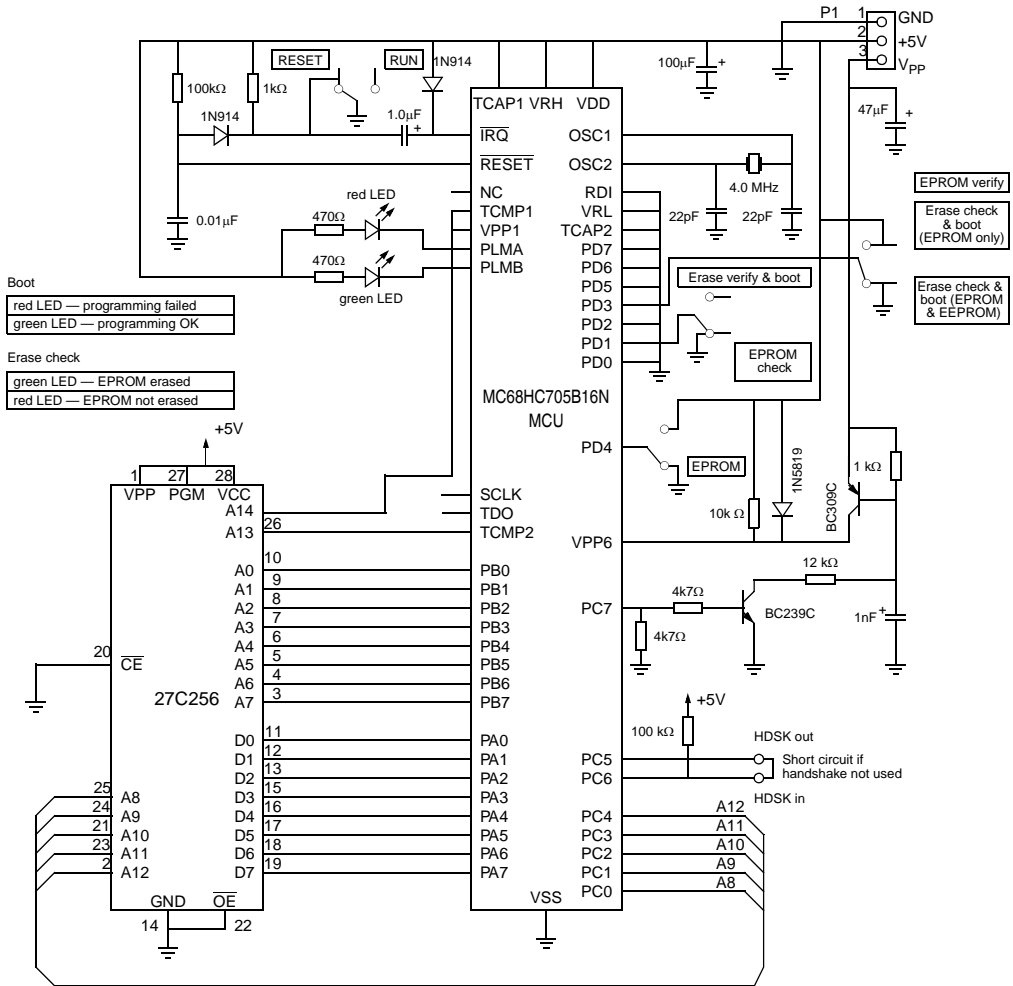 P1
1
GND
2
+5V
3
VPP
RESET
RUN
1N914
100kΩ
1kΩ
1N914
1.0µF
+
100µF
+
47µF
+
0.01µF
TCAP1 VRH VDD
IRQ
RESET
NC
TCMP1
VPP1
PLMA
PLMB
OSC1
OSC2
RDI
VRL
TCAP2
PD7
PD6
PD5
PD3
PD2
PD1
PD0
4.0 MHz
22pF
22pF
red LED
470Ω
470Ω
green LED
EPROM verify
Erase check
& boot
(EPROM only)
Erase check &
boot (EPROM
& EEPROM)
Erase verify & boot
EPROM
check
Boot
red LED — programming failed
green LED — programming OK
Erase check
green LED — EPROM erased
red LED — EPROM not erased
MC68HC705B16N
MCU
PD4
EPROM
+5V
1
27
28
VPP
PGM
VCC
A14
A13
26
SCLK
TDO
TCMP2
VPP6
10k Ω
1N5819
BC309C
1 kΩ
12 kΩ
1nF
+
BC239C
4k7Ω
4k7Ω
PC7
A0
10
PB0
A1
9
PB1
A2
8
PB2
A3
7
PB3
A4
6
PB4
A5
5
PB5
A6
4
PB6
A7
3
PB7
20
CE
27C256
D0
11
PA0
D1
12
PA1
D2
13
PA2
D3
15
PA3
D4
16
PA4
D5
17
PA5
D6
18
PA6
D7
19
PA7
25
A8
24
A9
21
A10
23
A11
2
A12
GND
OE
14
22
VSS
+5V
100 kΩ
HDSK out
PC5
PC6
Short circuit if
handshake not used
HDSK in
PC4
A12
PC3
A11
PC2
A10
PC1
A9
PC0
A8